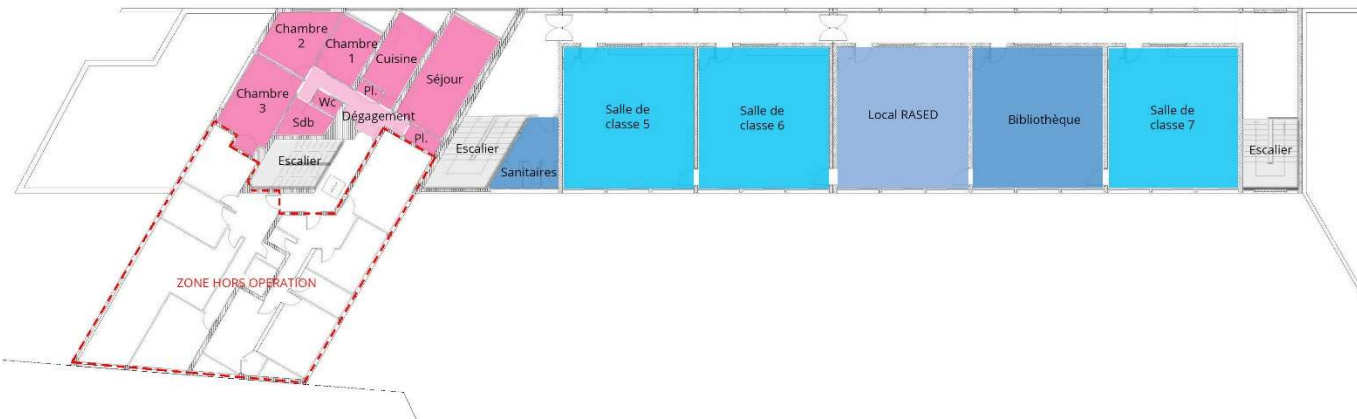 Chambre
2
Chambre
1
Cuisine
Séjour
Pl.
Chambre
3
Wc
Sdb
Dégagement
Pl.
Escalier
Escalier
Sanitaires
Salle de
classe 5
Salle de
classe 6
Local RASED
Bibliothèque
Salle de
classe 7
Escalier
ZONE HORS OPERATION